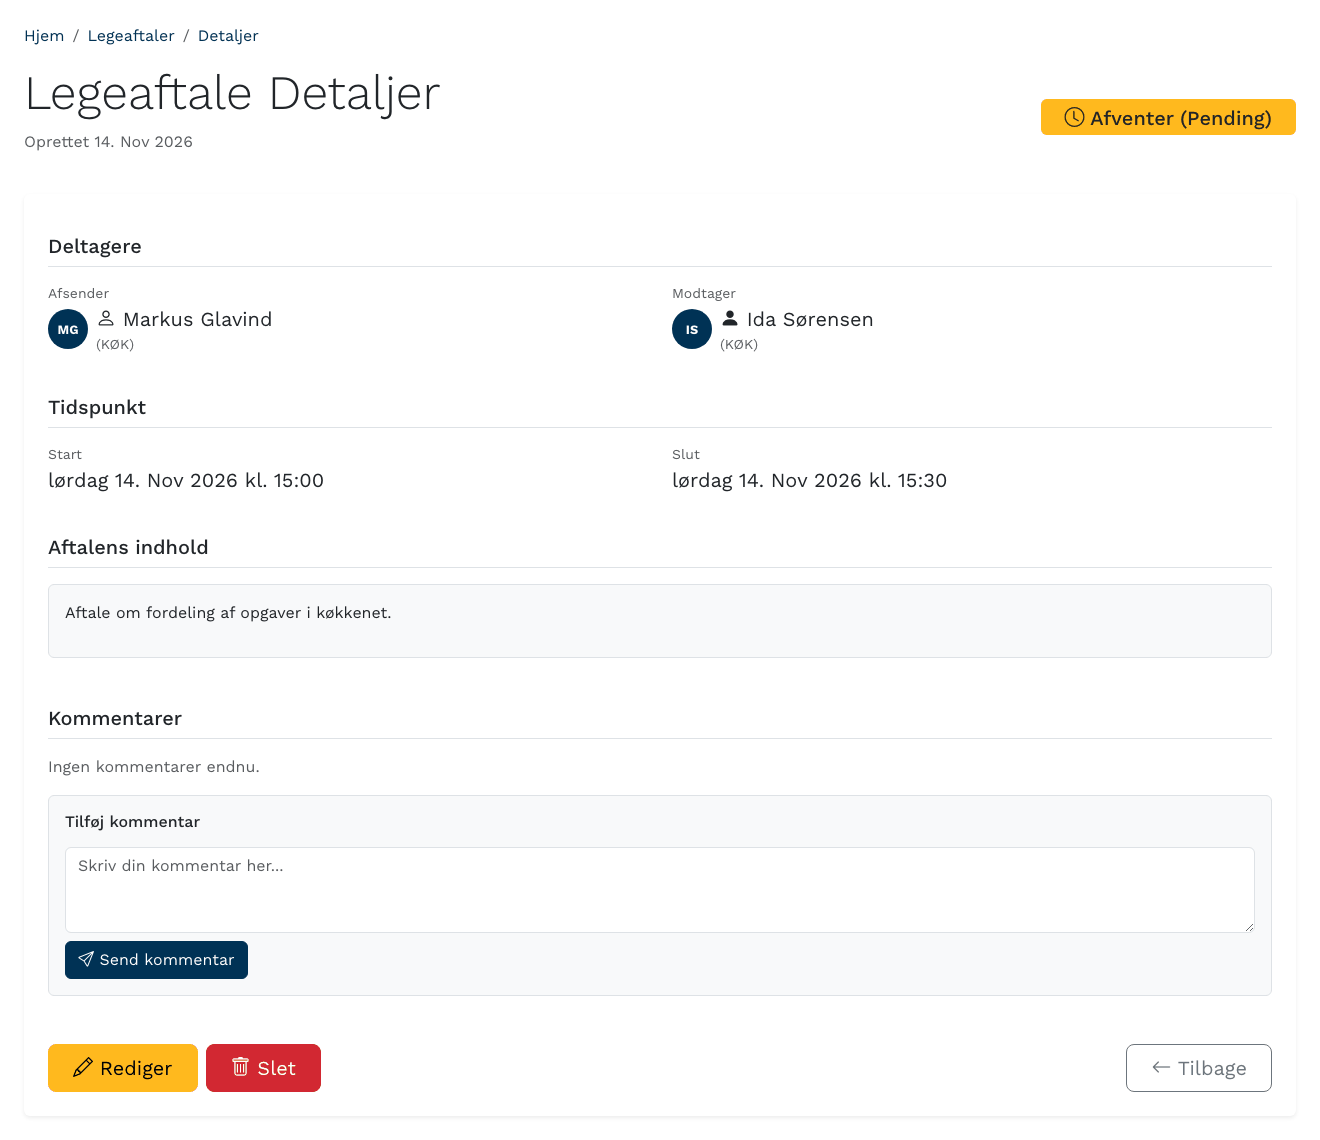 Hjem / Legeaftaler / Detaljer
Legeaftale Detaljer
Oprettet 14. Nov 2026
Afventer (Pending)
Deltagere
Afsender
MG Markus Glavind
(KØK)
Modtager
IS Ida Sørensen
(KØK)
Tidspunkt
Start
lørdag 14. Nov 2026 kl. 15:00
Slut
lørdag 14. Nov 2026 kl. 15:30
Aftalens indhold
Aftale om fordeling af opgaver i køkkenet.
Kommentarer
Ingen kommentarer endnu.
Tilføj kommentar
Skriv din kommentar her...
Send kommentar
Rediger
Slet
Tilbage